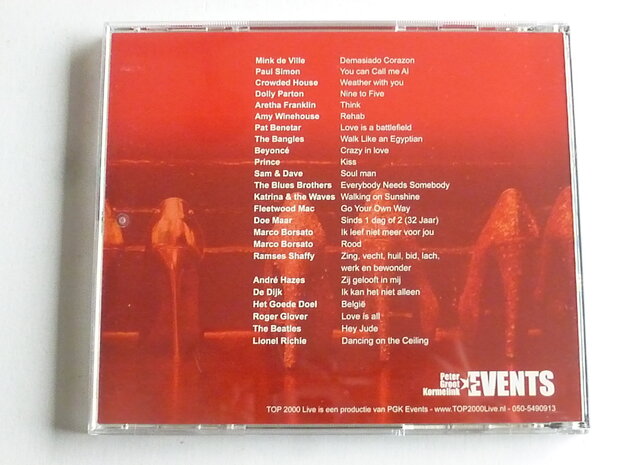 Mink de Ville Demasiado Corazon
Paul Simon You can Call me Al
Crowded House Weather with you
Dolly Parton Nine to Five
Aretha Franklin Think
Amy Winehouse Rehab
Pat Benetar Love is a battlefield
The Bangles Walk Like an Egyptian
Beyoncé Crazy in love
Prince Kiss
Sam & Dave Soul man
The Blues Brothers Everybody Needs Somebody
Katrina & the Waves Walking on Sunshine
Fleetwood Mac Go Your Own Way
Doe Maar Sinds 1 dag of 2 (32 Jaar)
Marco Borsato Ik leef niet meer voor jou
Marco Borsato Rood
Ramses Shaffy Zing, vecht, huil, bid, lach,
werk en bewonder
André Hazes Zij gelooft in mij
De Dijk Ik kan het niet alleen
Het Goede Doel België
Roger Glover Love is all
The Beatles Hey Jude
Lionel Richie Dancing on the Ceiling
Peter
Groot
Kormelink
EVENTS
TOP 2000 Live is een productie van PGK Events - www.TOP2000Live.nl - 050-5490913